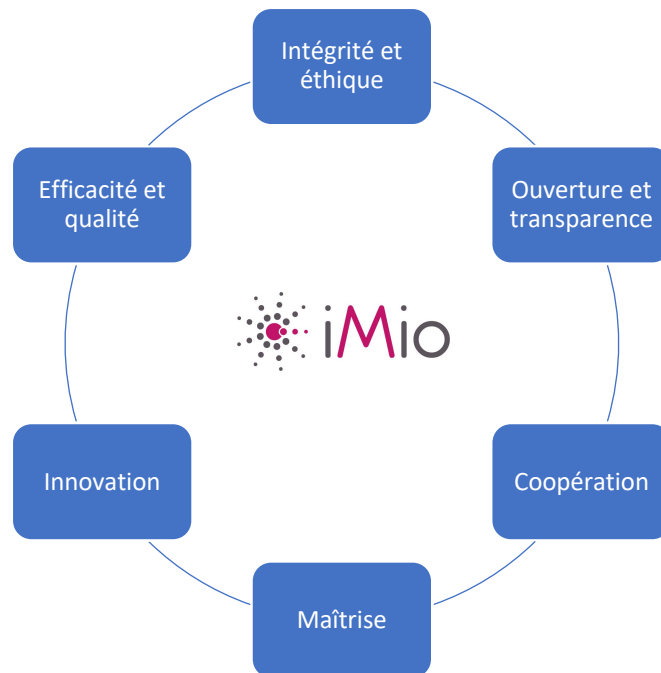 Intégrité et
éthique
Efficacité et
qualité
Ouverture et
transparence
iMio
Innovation
Coopération
Maîtrise